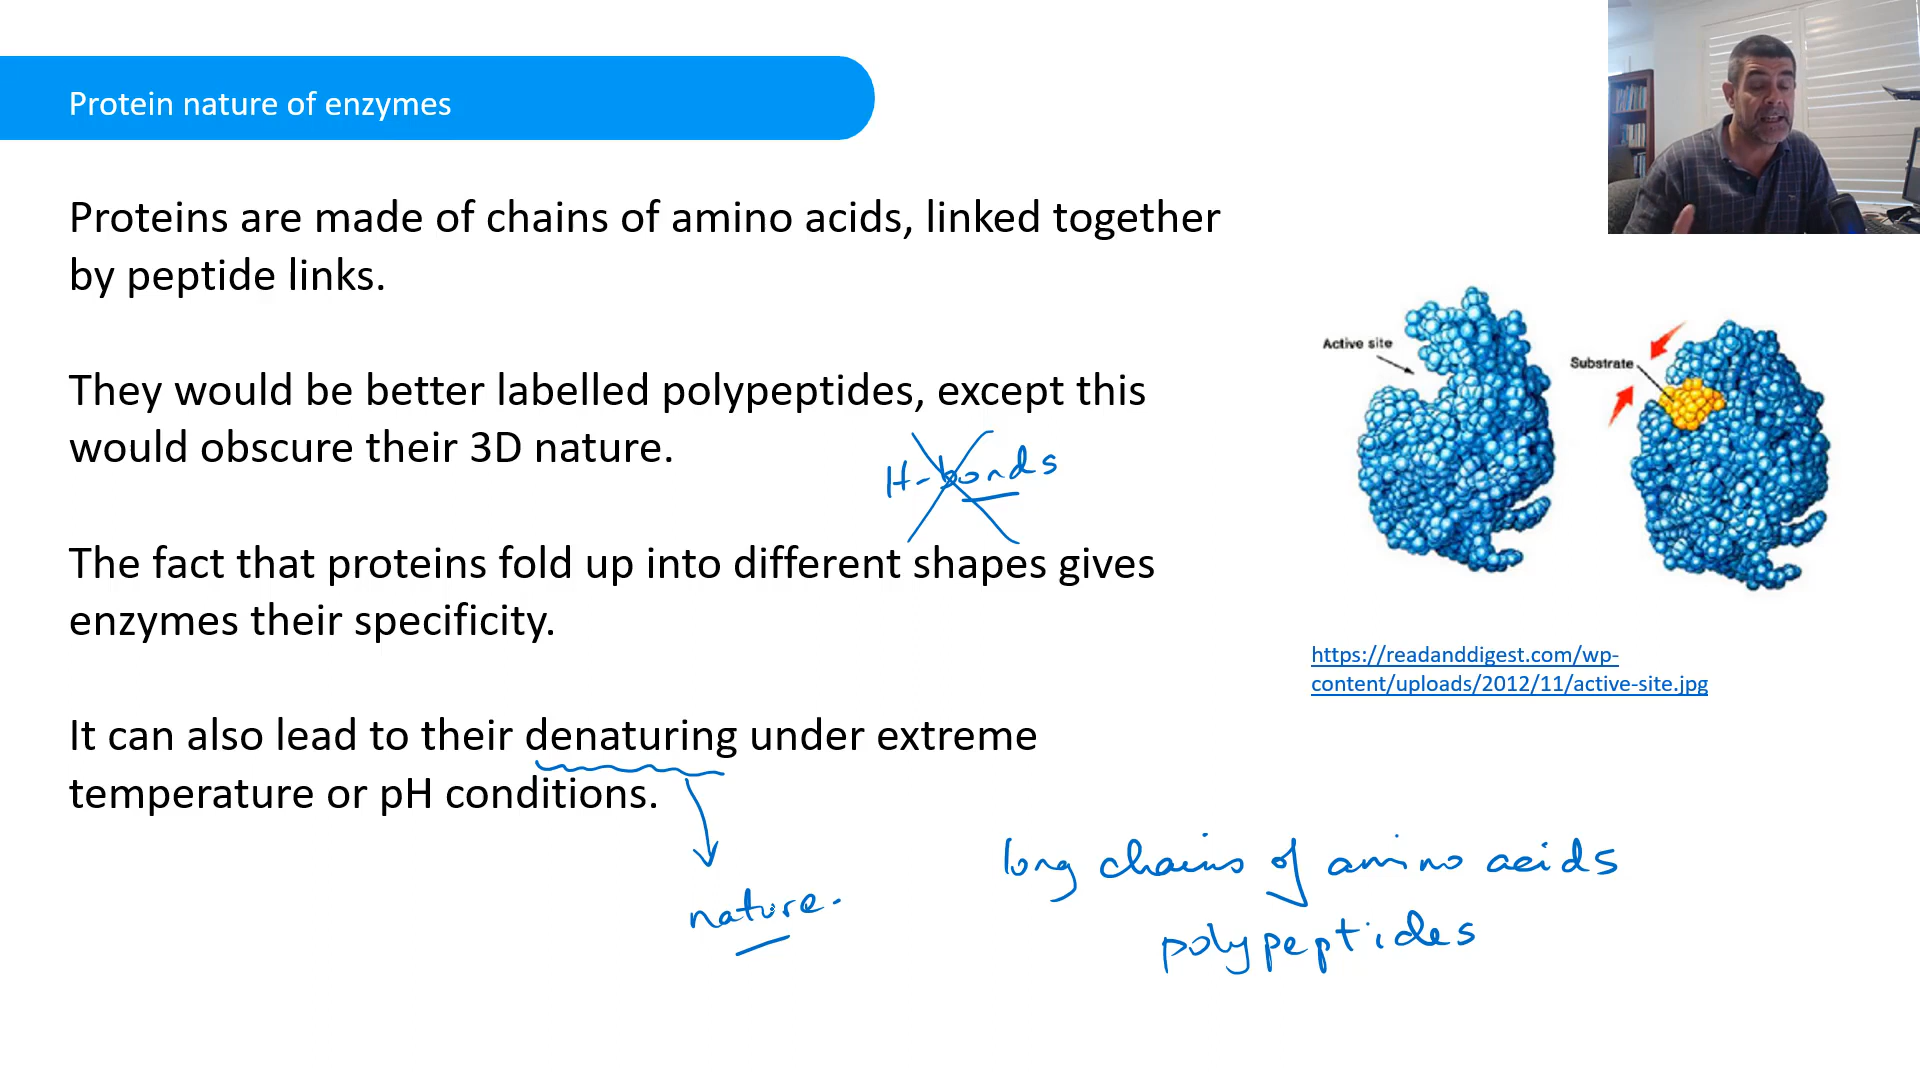 Protein nature of enzymes
Proteins are made of chains of amino acids, linked together
by peptide links.
They would be better labelled polypeptides, except this
would obscure their 3D nature.
H-bonds
The fact that proteins fold up into different shapes gives
enzymes their specificity.
It can also lead to their denaturing under extreme
temperature or pH conditions.
nature.
long chains of amino acids
polypeptides
Active site
Substrate
https://readanddigest.com/wp-
content/uploads/2012/11/active-site.jpg